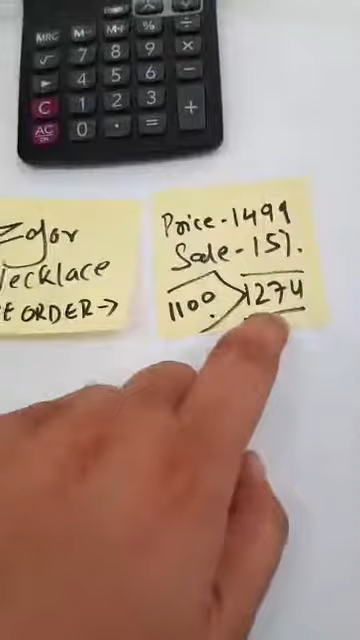 MRC M- M+ % ÷
√ 7 8 9 ×
► 4 5 6 −
C 1 2 3 +
AC 0 · =
Necklace
ORDER→
Price - 1499
Sale - 15%.
1100 1274